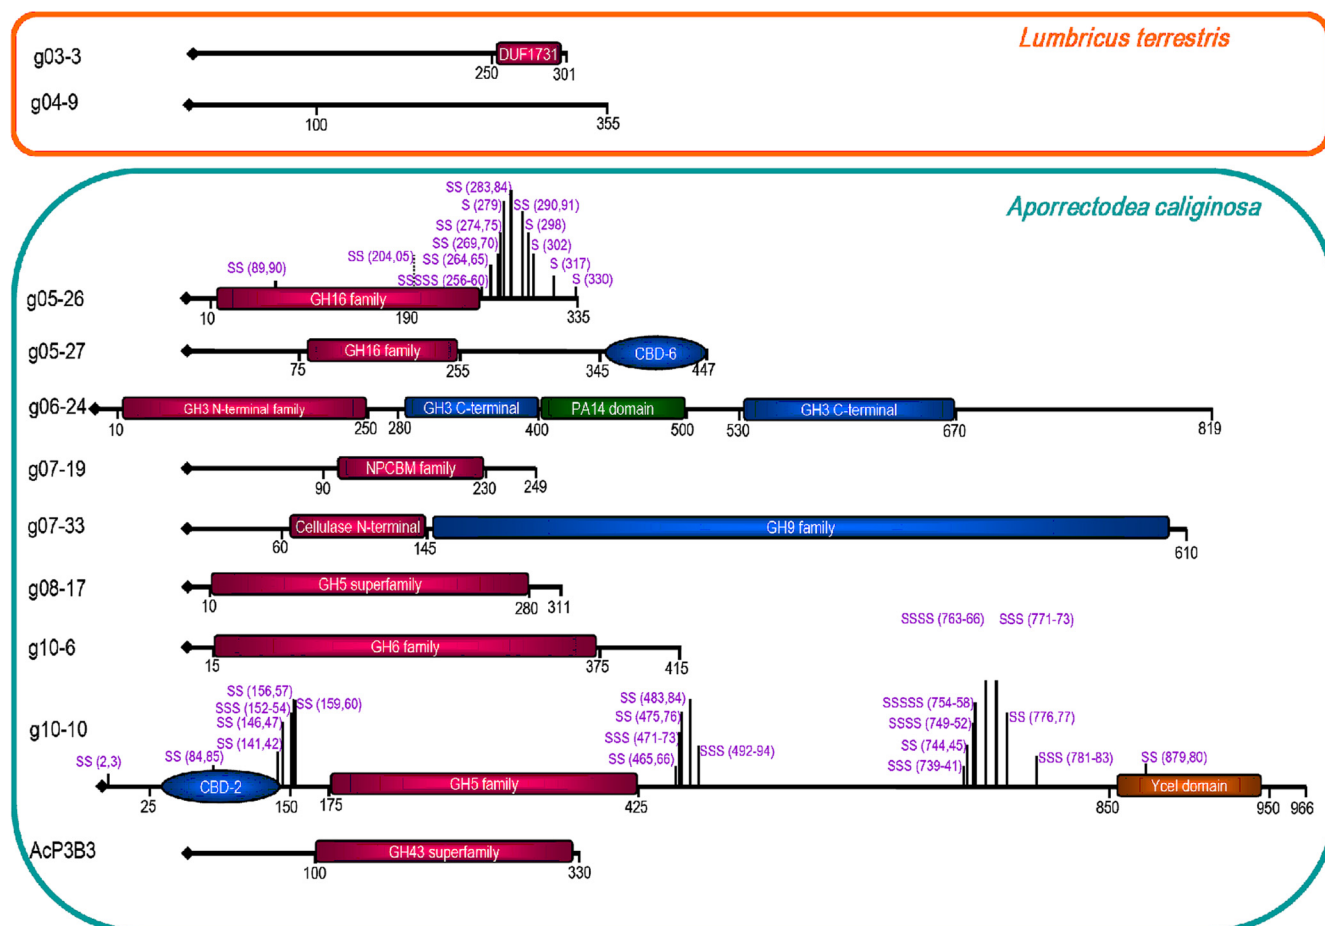 Lumbricus terrestris
g03-3
DUF1731
250 301
g04-9
100 355
Aporrectodea caliginosa
SS (283,84)
S (279) SS (290,91)
SS (274,75) S (298)
SS (269,70) S (302)
SS (204,05) SS (264,65) S (317)
SS (89,90) SSSSS (256-60) S (330)
g05-26
GH16 family
10 190 335
g05-27
GH16 family CBD-6
75 255 345 447
g06-24
GH3 N-terminal family GH3 C-terminal PA14 domain GH3 C-terminal
10 250 280 400 500 530 670 819
g07-19
NPCBM family
90 230 249
g07-33
Cellulase N-terminal GH9 family
60 145 610
g08-17
GH5 superfamily
10 280 311
SSSS (763-66) SSS (771-73)
g10-6
GH6 family
15 375 415
SS (156,57) SS (483,84)
SSS (152-54) SS (159,60) SSSSS (754-58)
SS (146,47) SS (475,76) SSSS (749-52) SS (776,77)
g10-10
SS (141,42) SSS (471-73) SS (744,45)
SS (2,3) SS (84,85) SS (465,66) SSS (492-94) SSS (739-41) SSS (781-83) SS (879,80)
CBD-2 GH5 family YceI domain
25 150 175 425 850 950 966
AcP3B3
GH43 superfamily
100 330